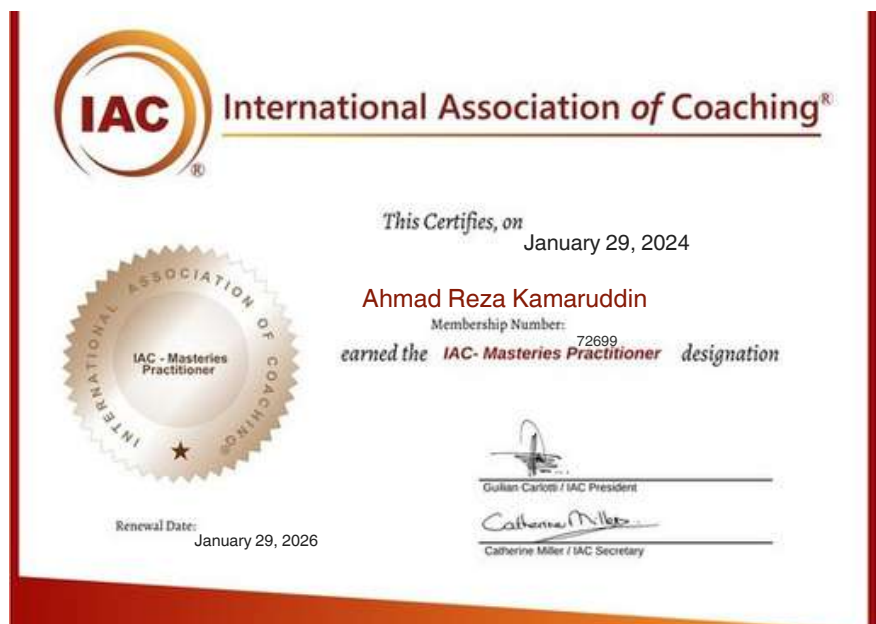 IAC
®
International Association of Coaching®
This Certifies, on
January 29, 2024
Ahmad Reza Kamaruddin
Membership Number:
72699
earned the IAC- Masteries Practitioner designation
INTERNATIONAL ASSOCIATION OF COACHING®
IAC - Masteries
Practitioner
Guilian Carlotti / IAC President
Catherine Miller
Catherine Miller / IAC Secretary
Renewal Date:
January 29, 2026